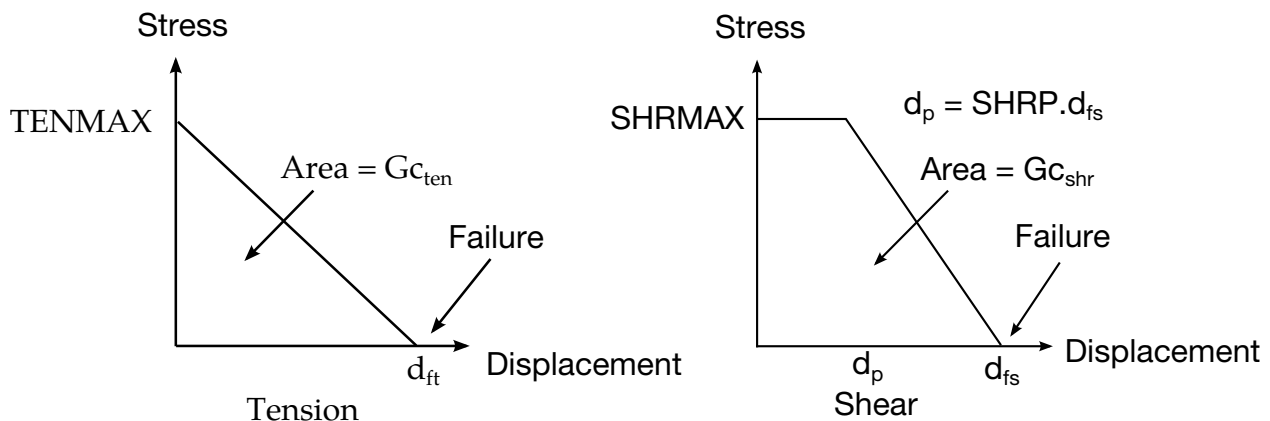 Stress
TENMAX
Area = Gc_ten
Failure
d_ft
Displacement
Tension
Stress
SHRMAX
d_p = SHRP.d_fs
Area = Gc_shr
Failure
d_p
d_fs
Displacement
Shear